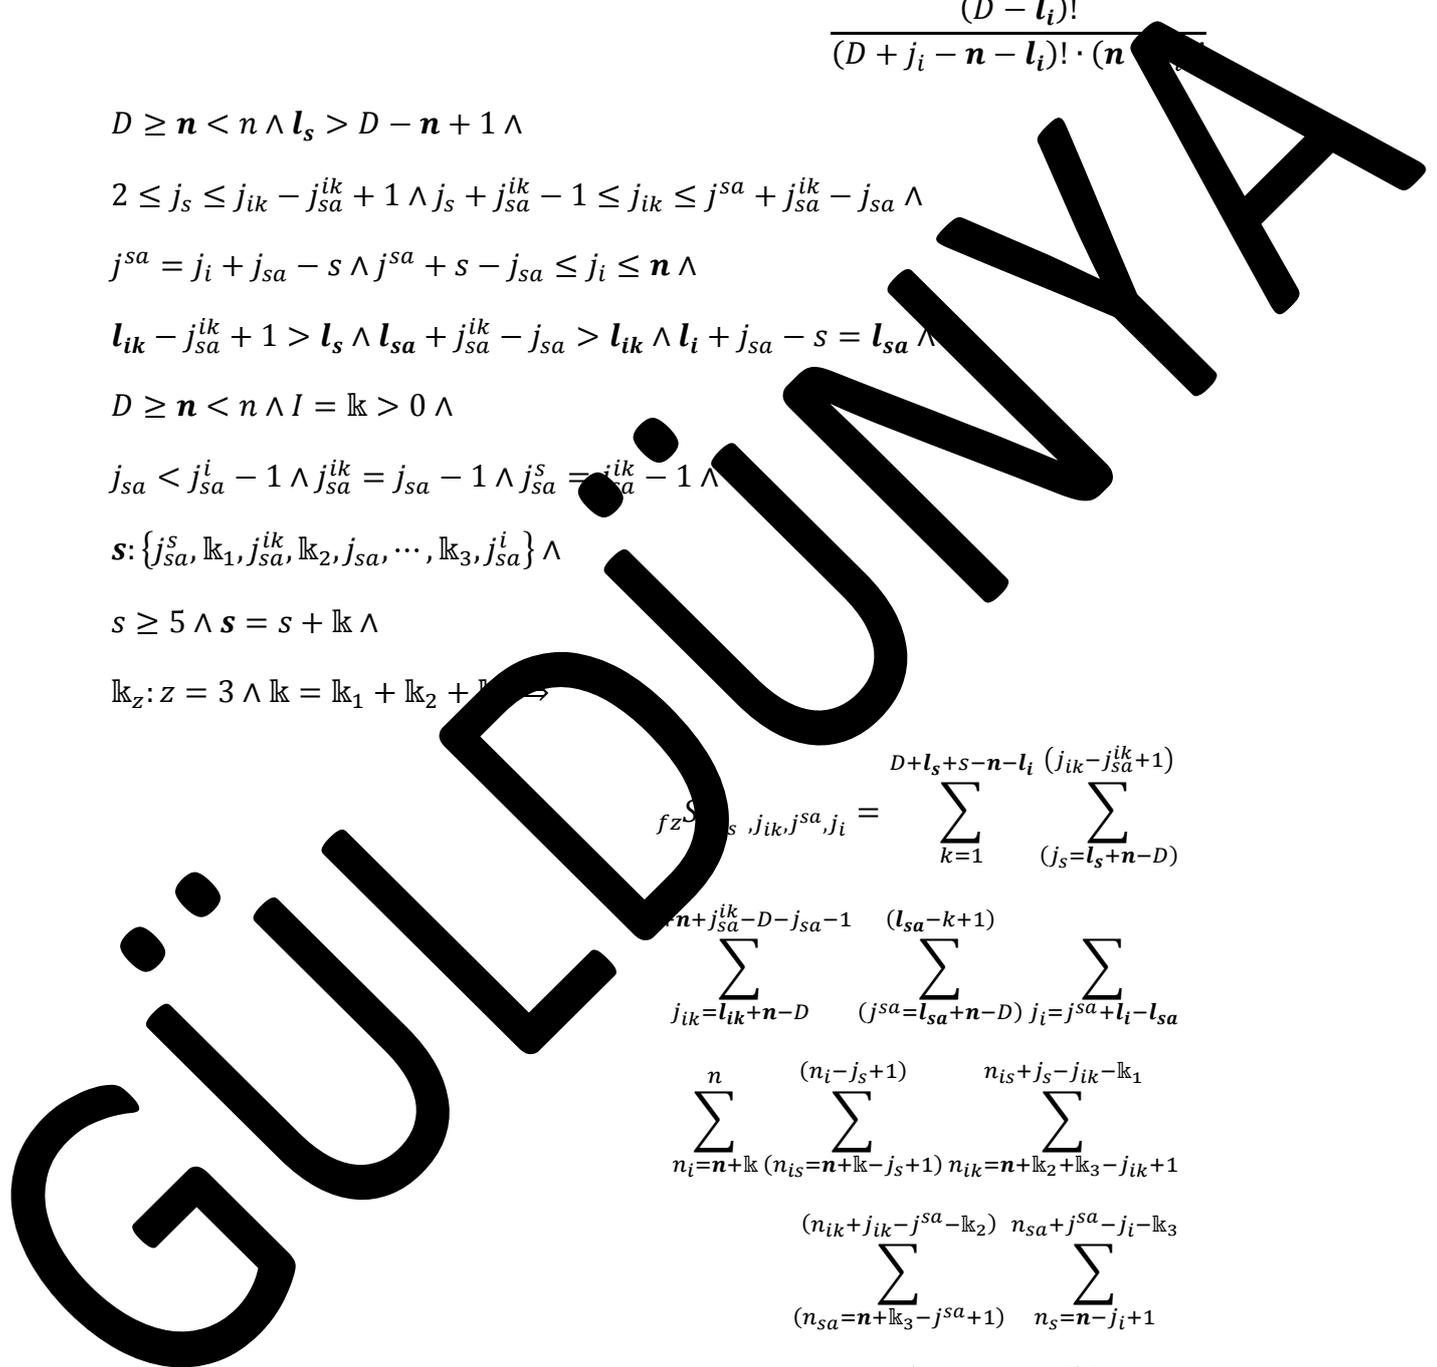 (D − l_i)!
(D + j_i − n − l_i)! · (n
D ≥ n < n ∧ l_s > D − n + 1 ∧
2 ≤ j_s ≤ j_ik − j_sa^ik + 1 ∧ j_s + j_sa^ik − 1 ≤ j_ik ≤ j^sa + j_sa^ik − j_sa ∧
j^sa = j_i + j_sa − s ∧ j^sa + s − j_sa ≤ j_i ≤ n ∧
l_ik − j_sa^ik + 1 > l_s ∧ l_sa + j_sa^ik − j_sa > l_ik ∧ l_i + j_sa − s = l_sa ∧
D ≥ n < n ∧ I = 𝕜 > 0 ∧
j_sa < j_sa^i − 1 ∧ j_sa^ik = j_sa − 1 ∧ j_sa^s = j_sa^ik − 1 ∧
s: {j_sa^s, 𝕜_1, j_sa^ik, 𝕜_2, j_sa, ⋯, 𝕜_3, j_sa^i} ∧
s ≥ 5 ∧ s = s + 𝕜 ∧
𝕜_z: z = 3 ∧ 𝕜 = 𝕜_1 + 𝕜_2 + ⇒
D+l_s+s−n−l_i (j_ik−j_sa^ik+1)
fz S s ,j_ik,j^sa,j_i = ∑ ∑
k=1 (j_s=l_s+n−D)
n+j_sa^ik−D−j_sa−1 (l_sa−k+1)
∑ ∑ ∑
j_ik=l_ik+n−D (j^sa=l_sa+n−D) j_i=j^sa+l_i−l_sa
n (n_i−j_s+1) n_is+j_s−j_ik−𝕜_1
∑ ∑ ∑
n_i=n+𝕜 (n_is=n+𝕜−j_s+1) n_ik=n+𝕜_2+𝕜_3−j_ik+1
(n_ik+j_ik−j^sa−𝕜_2) n_sa+j^sa−j_i−𝕜_3
∑ ∑
(n_sa=n+𝕜_3−j^sa+1) n_s=n−j_i+1
GÜLDÜNYA